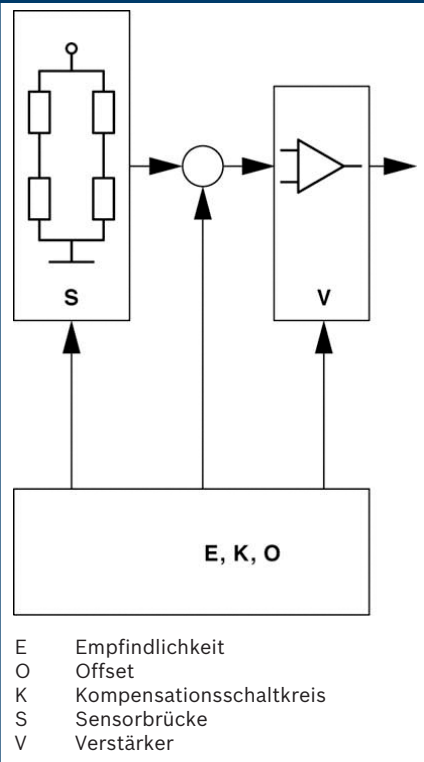 S
V
E, K, O
E Empfindlichkeit
O Offset
K Kompensationsschaltkreis
S Sensorbrücke
V Verstärker